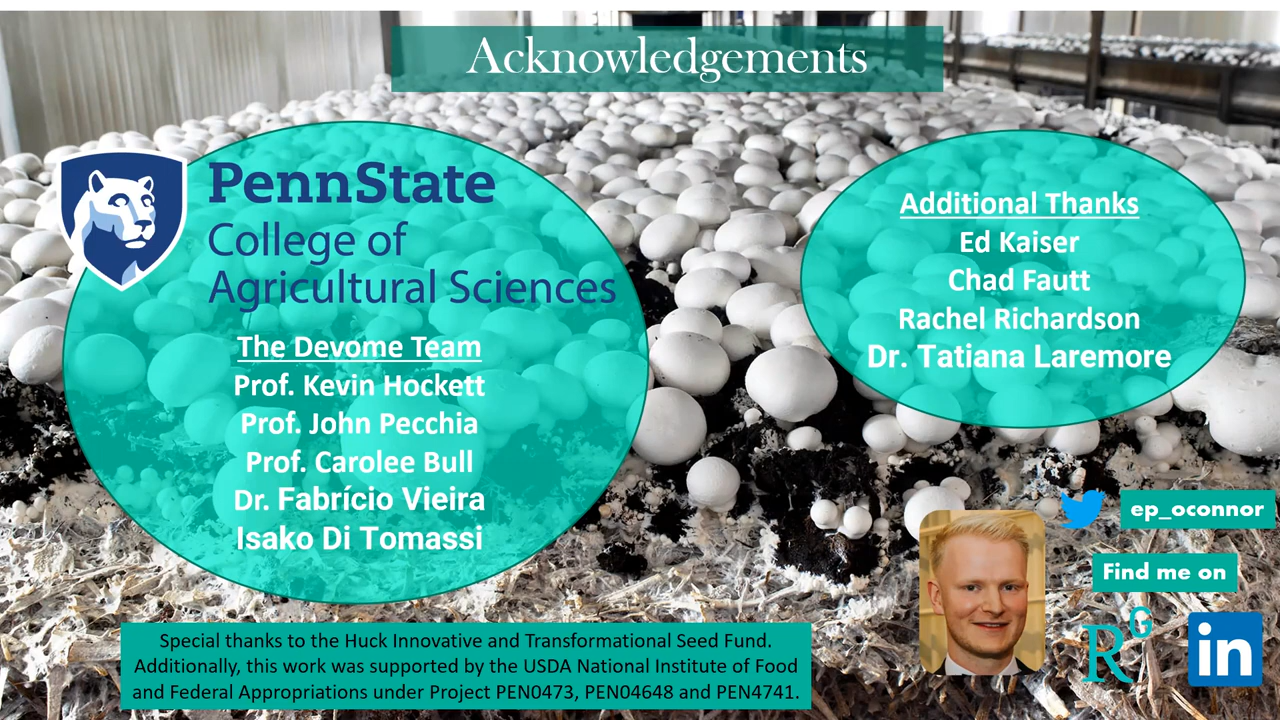 Acknowledgements
PennState
College of
Agricultural Sciences
The Devome Team
Prof. Kevin Hockett
Prof. John Pecchia
Prof. Carolee Bull
Dr. Fabrício Vieira
Isako Di Tomassi
Additional Thanks
Ed Kaiser
Chad Fautt
Rachel Richardson
Dr. Tatiana Laremore
ep_oconnor
Find me on
RG
in
Special thanks to the Huck Innovative and Transformational Seed Fund.
Additionally, this work was supported by the USDA National Institute of Food
and Federal Appropriations under Project PEN0473, PEN04648 and PEN4741.